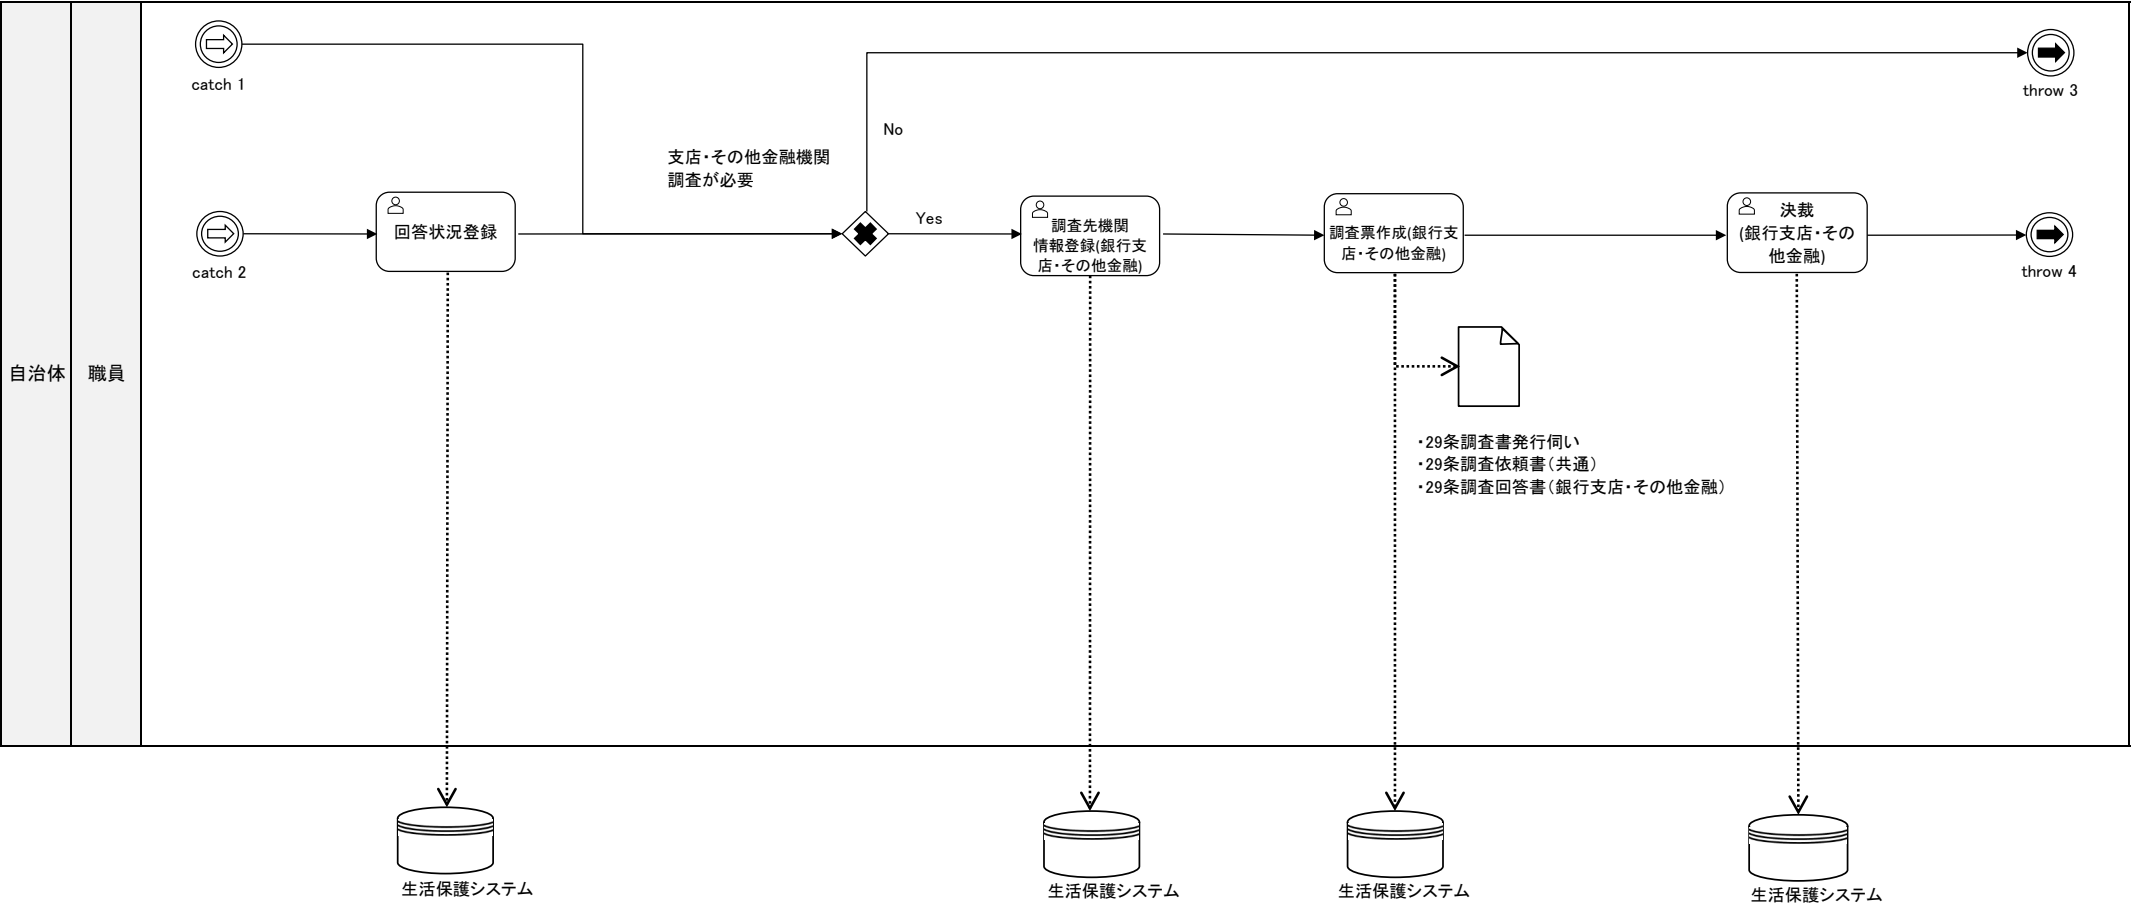 自治体
職員
catch 1
throw 3
No
支店・その他金融機関
調査が必要
catch 2
回答状況登録
Yes
調査先機関
情報登録(銀行支
店・その他金融)
調査票作成(銀行支
店・その他金融)
決裁
(銀行支店・その
他金融)
throw 4
・29条調査書発行伺い
・29条調査依頼書（共通）
・29条調査回答書（銀行支店・その他金融）
生活保護システム
生活保護システム
生活保護システム
生活保護システム